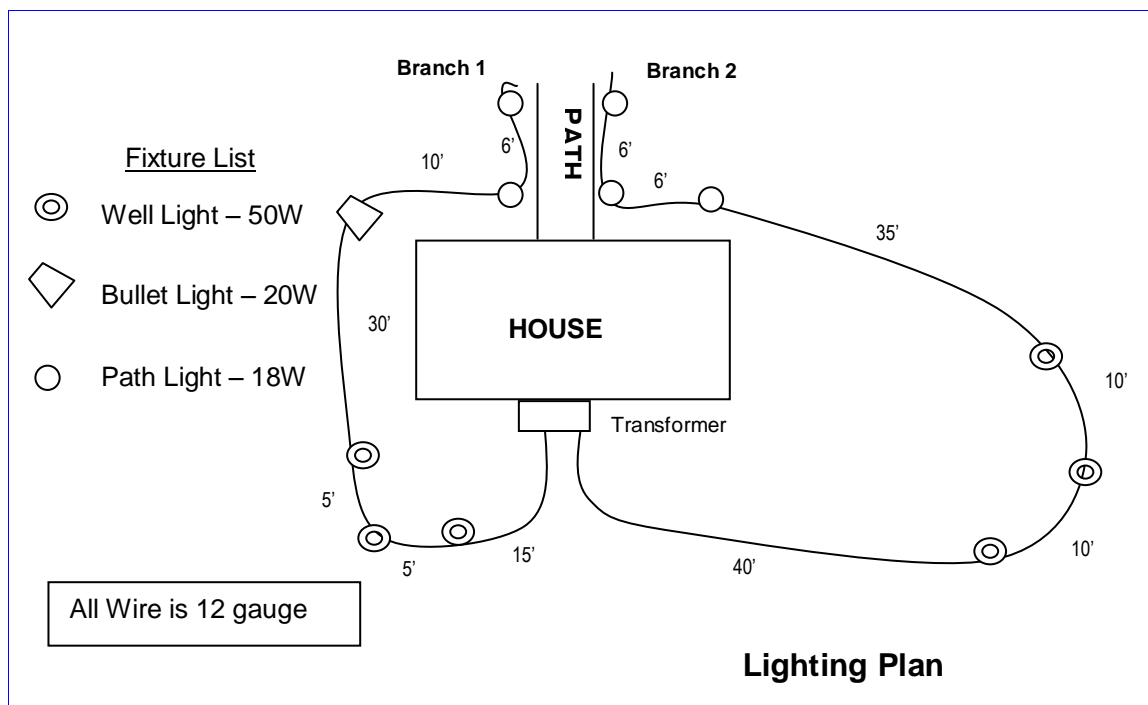 Branch 1
Branch 2
PATH
Fixture List
Well Light – 50W
Bullet Light – 20W
Path Light – 18W
10’
6’
6’
6’
35’
30’
HOUSE
10’
Transformer
5’
5’
15’
40’
10’
All Wire is 12 gauge
Lighting Plan